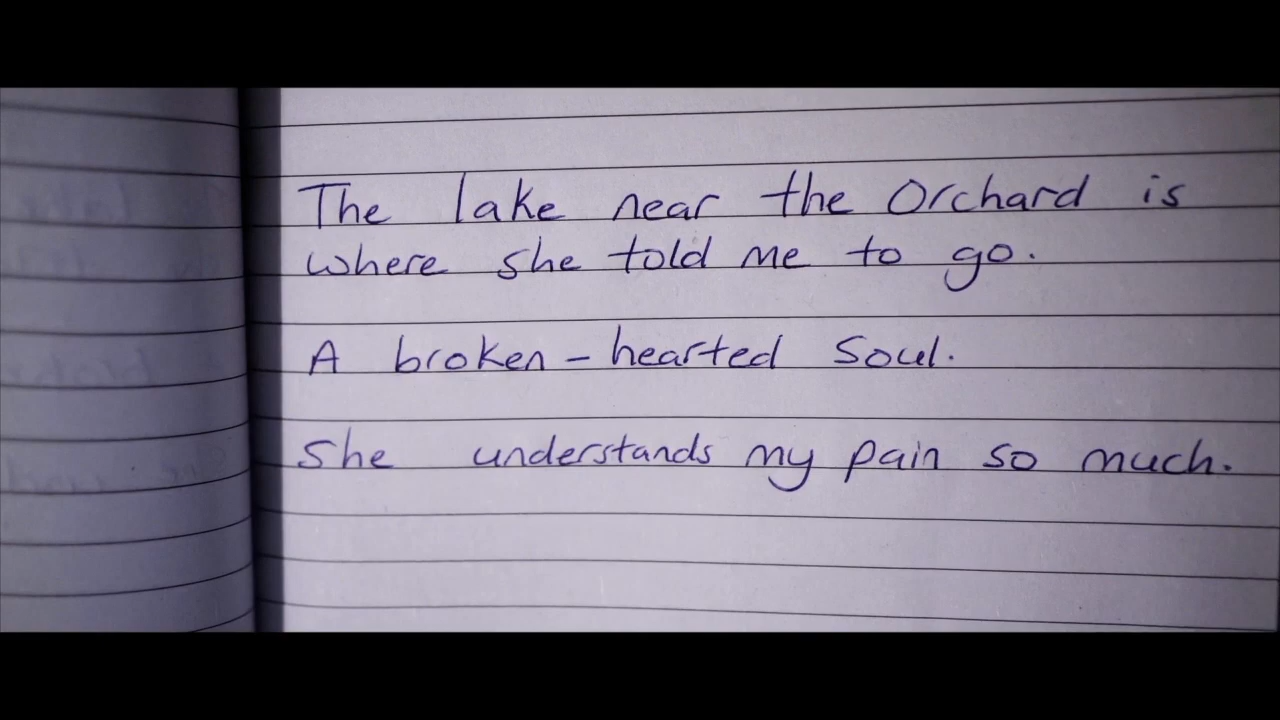 The lake near the Orchard is
where she told me to go.
A broken - hearted soul.
She understands my pain so much.